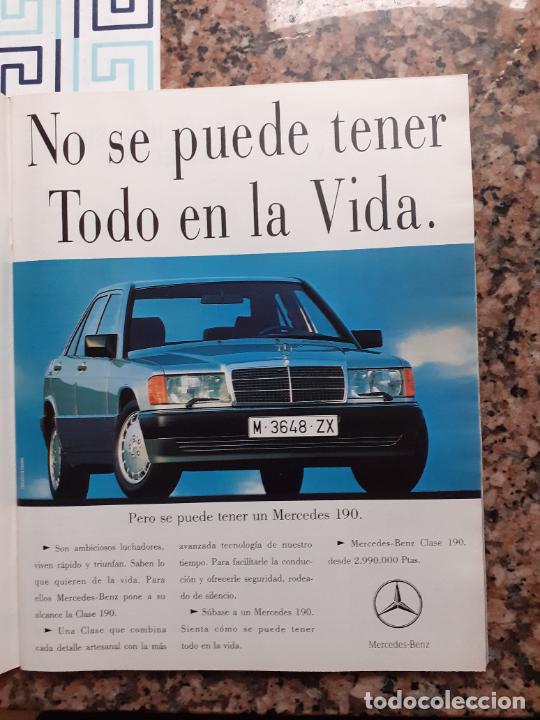 No se puede tener
Todo en la Vida.
M·3648-ZX
Pero se puede tener un Mercedes 190.
► Son ambiciosos luchadores,
viven rápido y triunfan. Saben lo
que quieren de la vida. Para
ellos Mercedes-Benz pone a su
alcance la Clase 190.
► Una Clase que combina
cada detalle artesanal con la más
avanzada tecnología de nuestro
tiempo. Para facilitarle la conduc-
ción y ofrecerle seguridad, rodea-
do de silencio.
► Súbase a un Mercedes 190.
Sienta cómo se puede tener
todo en la vida.
► Mercedes-Benz Clase 190.
desde 2.990.000 Ptas.
Mercedes-Benz
todocoleccion